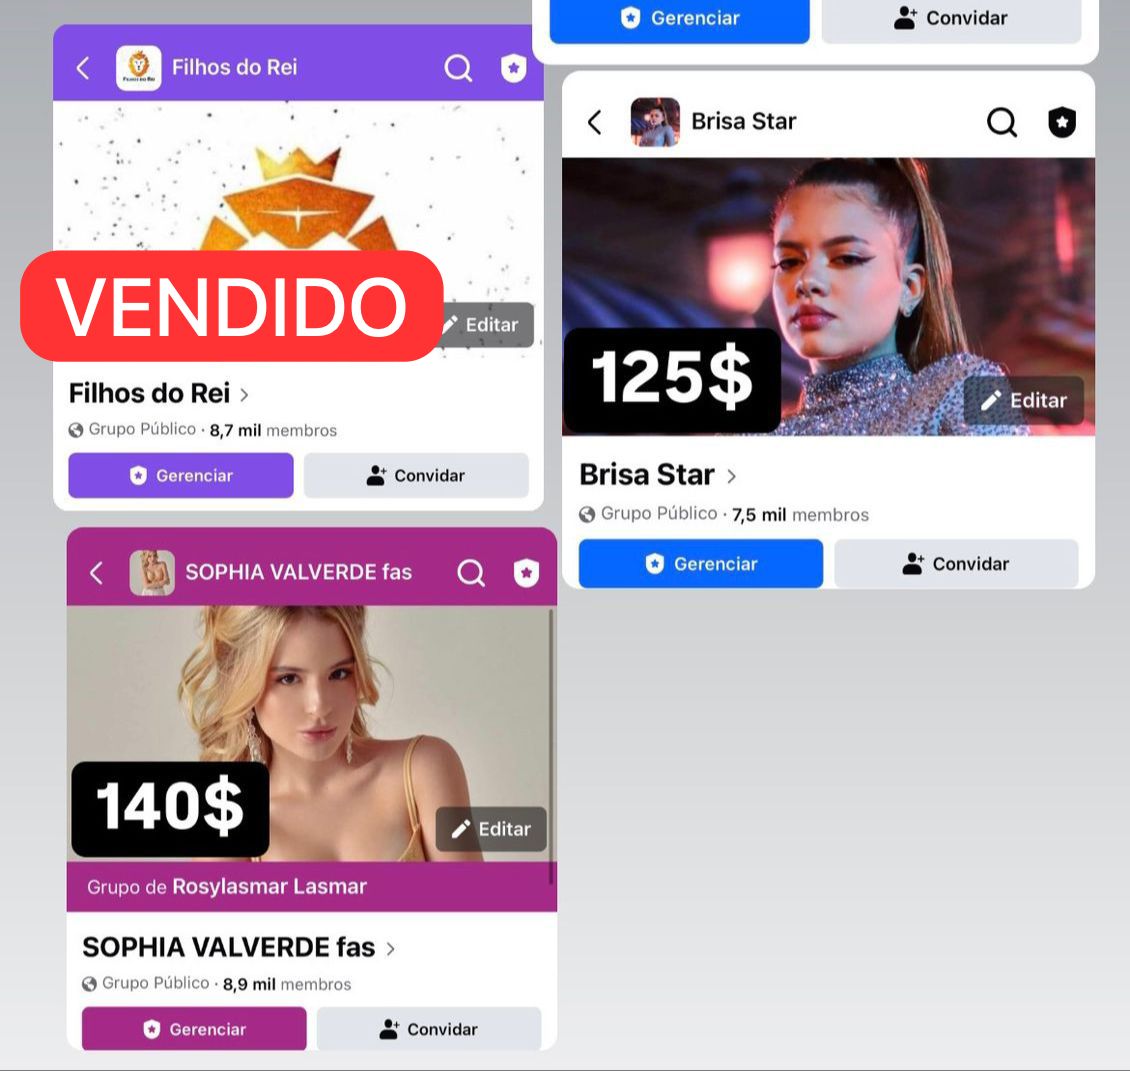 Gerenciar
Convidar
Filhos do Rei
VENDIDO
Editar
Filhos do Rei
Grupo Público · 8,7 mil membros
Gerenciar
Convidar
Brisa Star
125$
Editar
Brisa Star
Grupo Público · 7,5 mil membros
Gerenciar
Convidar
SOPHIA VALVERDE fas
140$
Editar
Grupo de Rosylasmar Lasmar
SOPHIA VALVERDE fas
Grupo Público · 8,9 mil membros
Gerenciar
Convidar